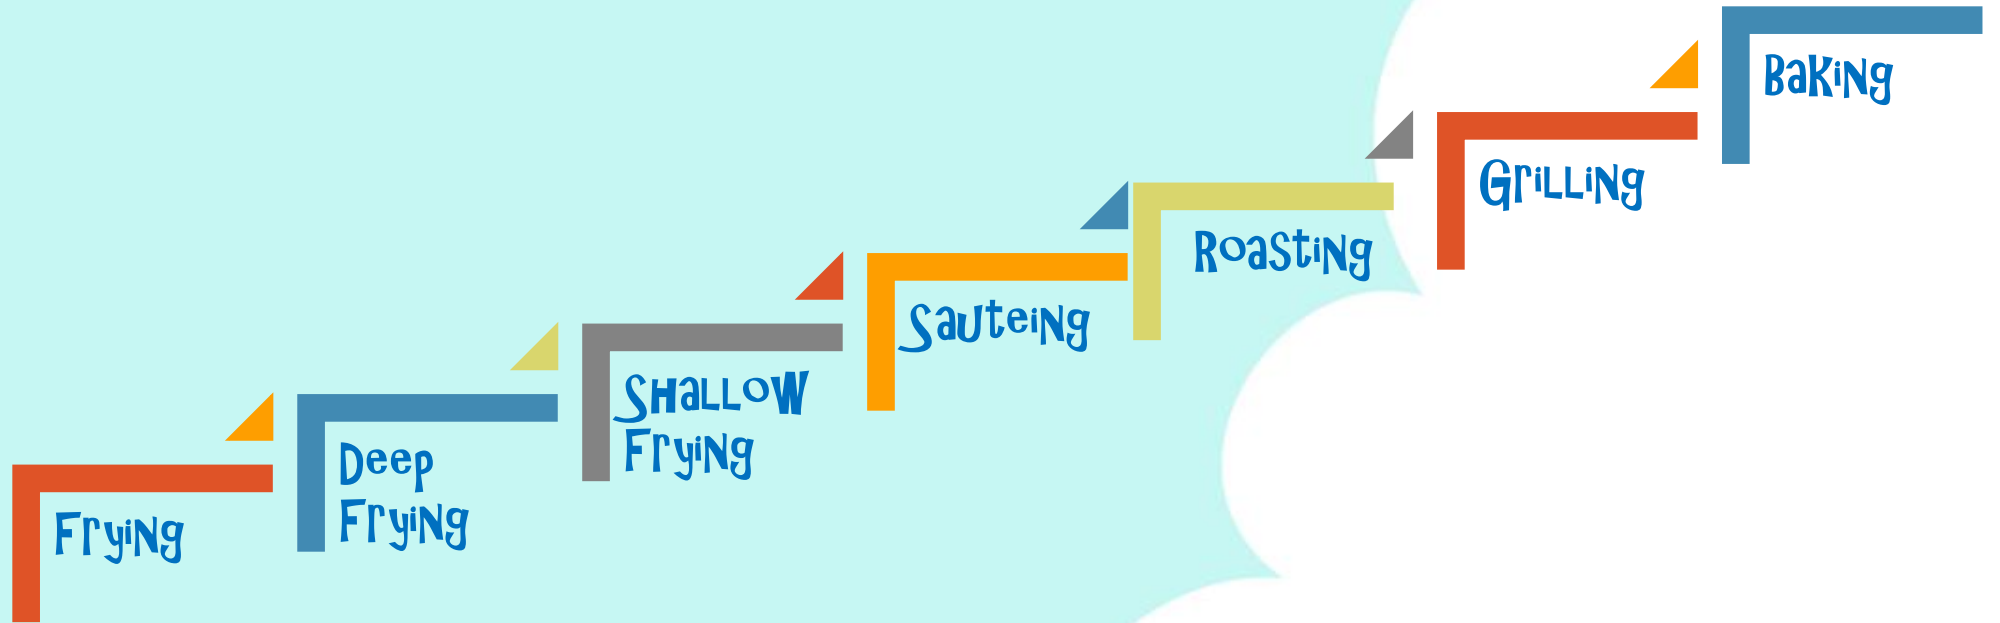 Frying
Deep
Frying
Shallow
Frying
Sauteing
Roasting
Grilling
Baking